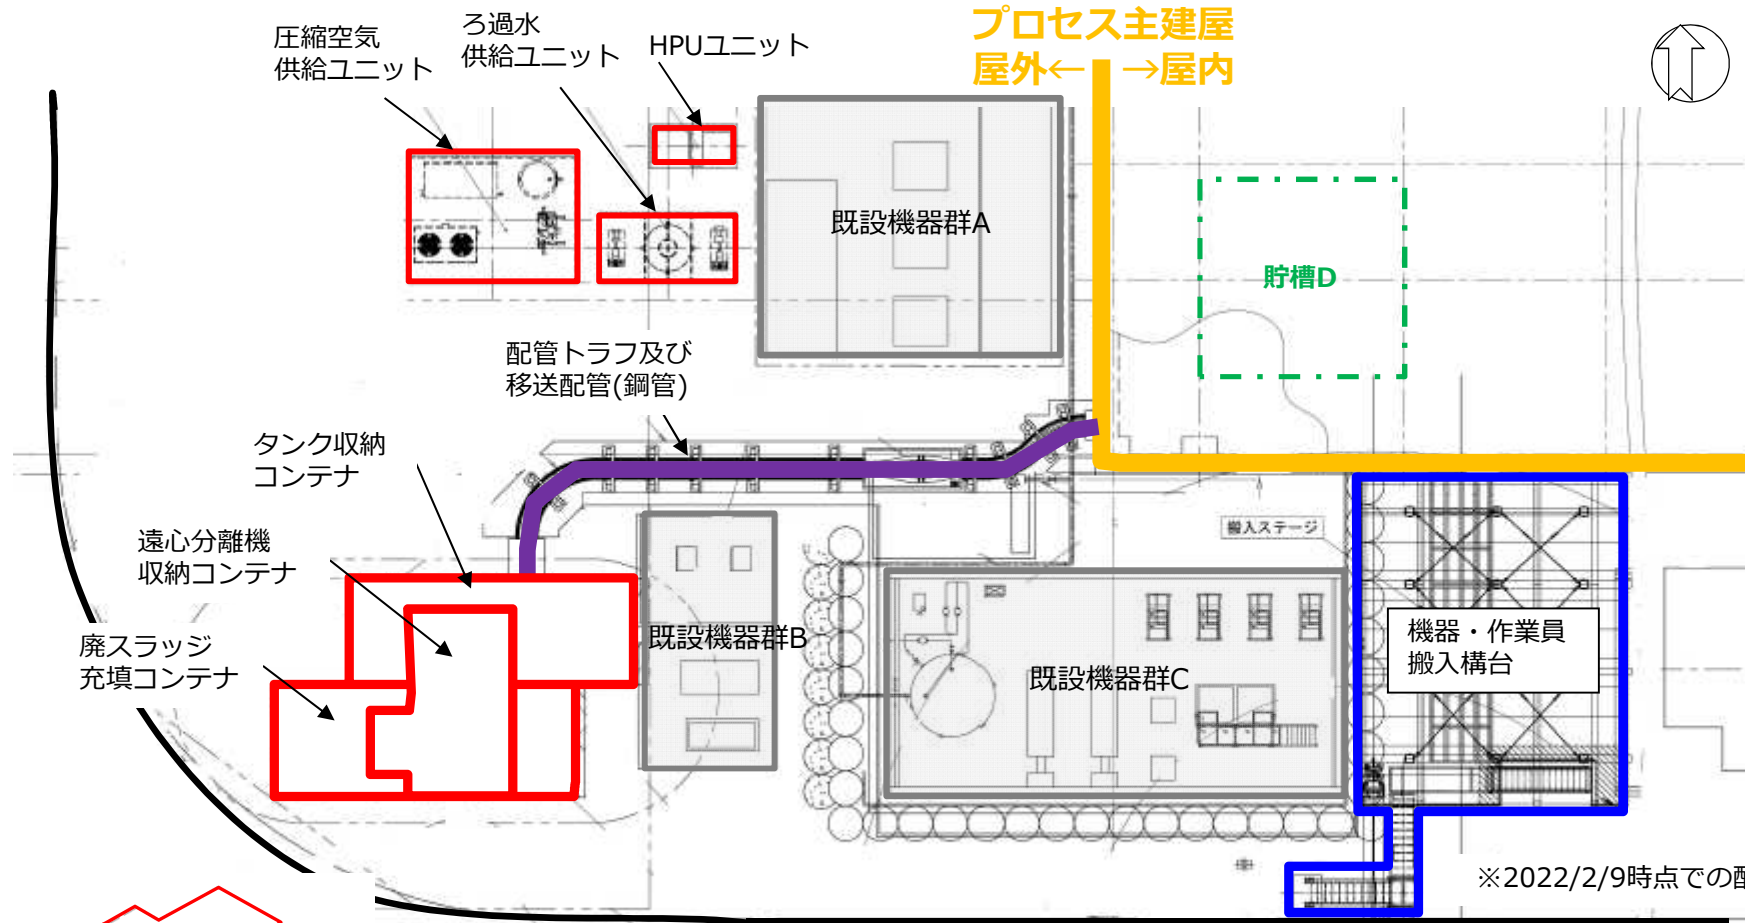 プロセス主建屋
屋外←｜→屋内
圧縮空気
供給ユニット
ろ過水
供給ユニット
HPUユニット
既設機器群A
貯槽D
配管トラフ及び
移送配管(鋼管)
タンク収納
コンテナ
遠心分離機
収納コンテナ
廃スラッジ
充填コンテナ
既設機器群B
既設機器群C
搬入ステージ
機器・作業員
搬入構台
※2022/2/9時点での配